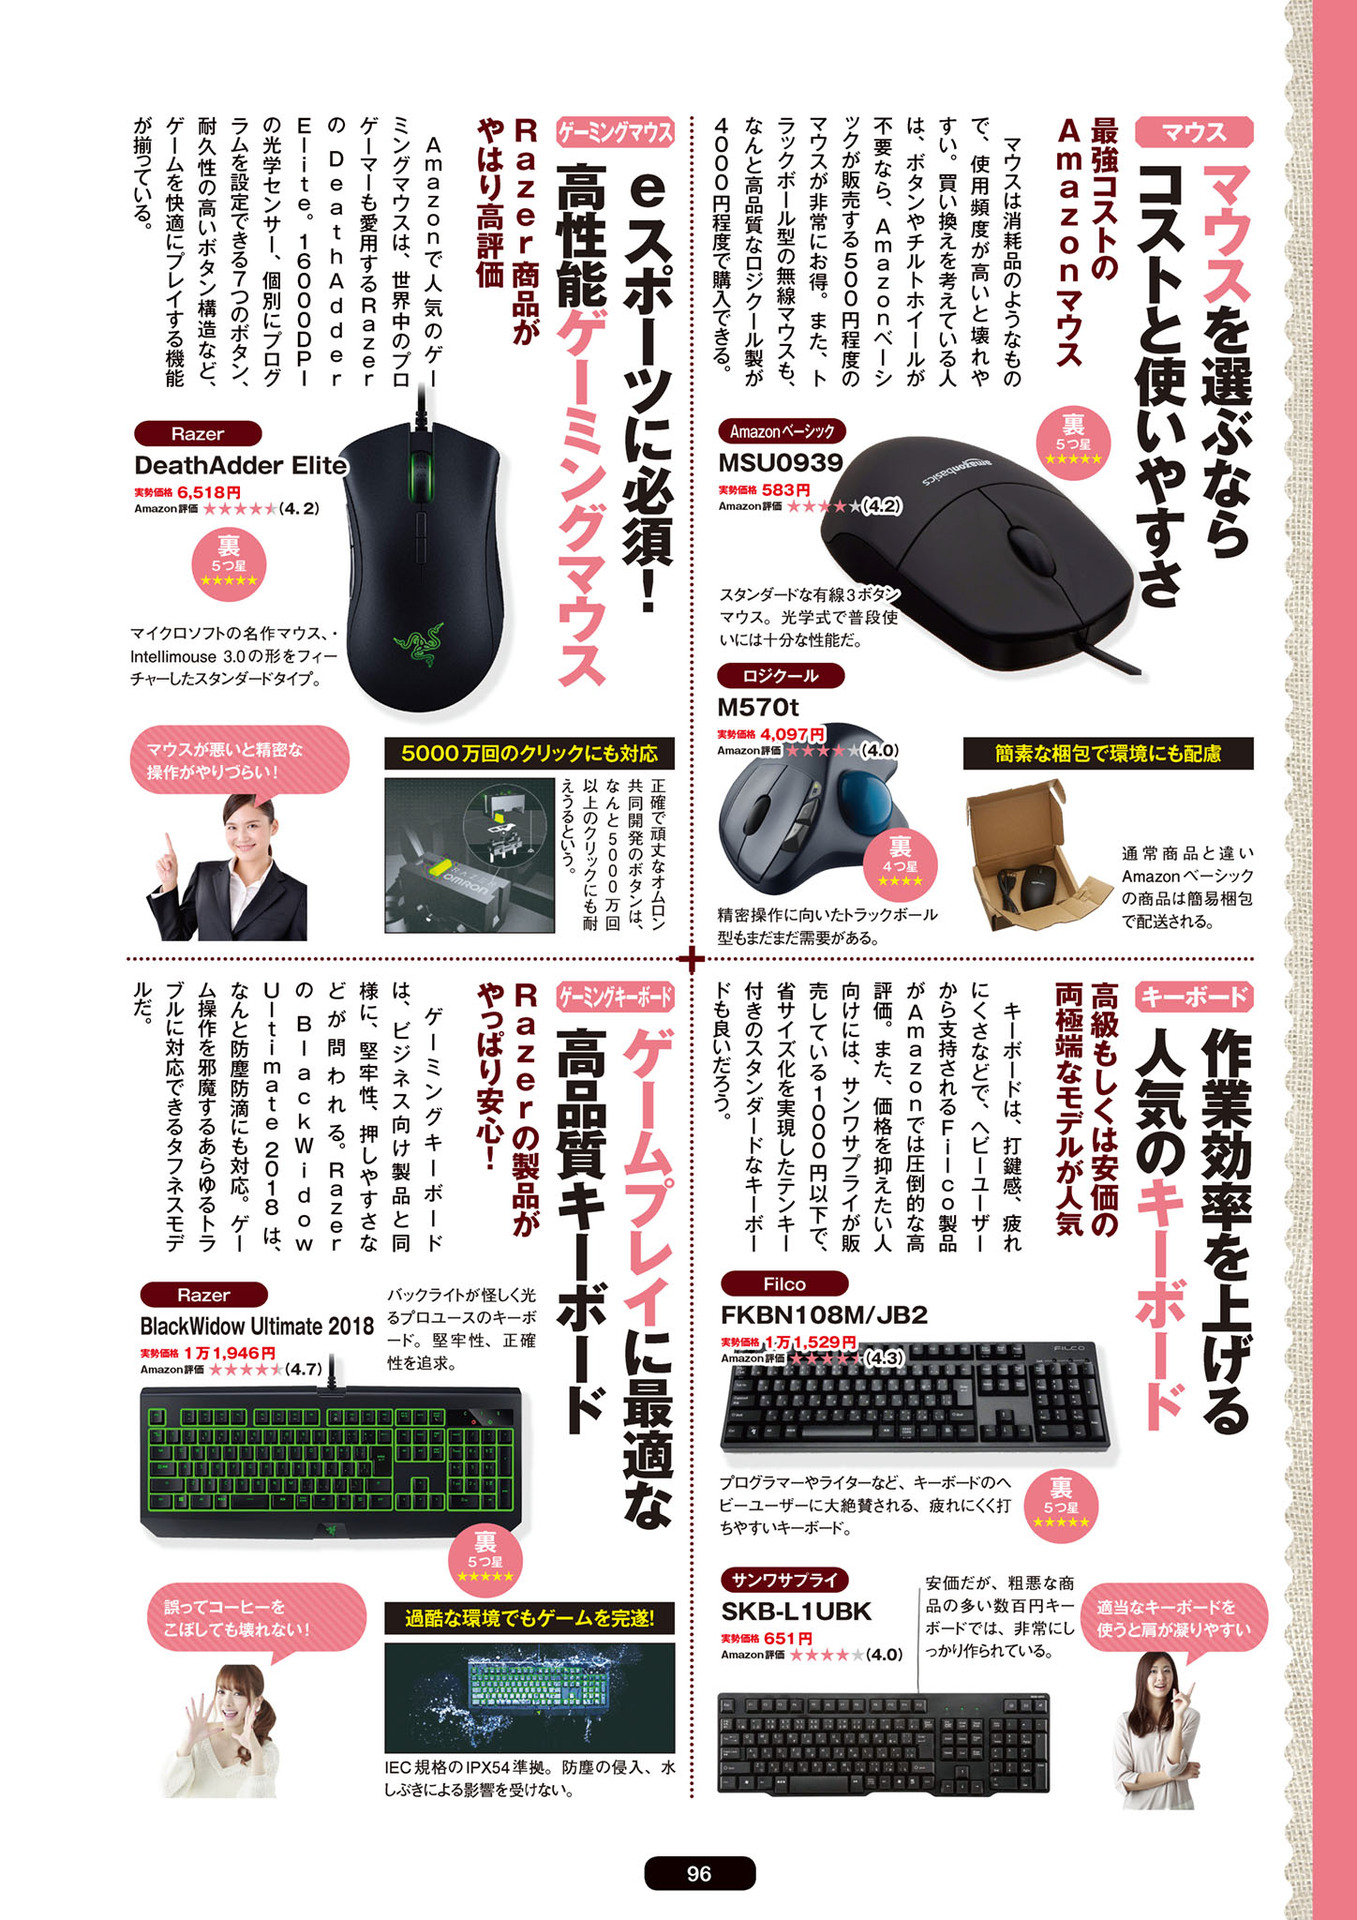 マウス
マウスを選ぶなら
コストと使いやすさ
最強コストの
Amazonマウス
マウスは消耗品のようなもの
で、使用頻度が高いと壊れや
すい。買い換えを考えている人
は、ボタンやチルトホイールが
不要なら、Amazonベーシ
ックが販売する500円程度の
マウスが非常にお得。また、ト
ラックボール型の無線マウスも、
なんと高品質なロジクール製が
4000円程度で購入できる。
Amazonベーシック
MSU0939
実勢価格 583円
Amazon評価 ★★★★★(4.2)
裏
5つ星
★★★★★
amazonbasics
スタンダードな有線3ボタン
マウス。光学式で普段使
いには十分な性能だ。
ロジクール
M570t
実勢価格 4,097円
Amazon評価 ★★★★★(4.0)
裏
4つ星
★★★★
精密操作に向いたトラックボール
型もまだまだ需要がある。
簡素な梱包で環境にも配慮
通常商品と違い
Amazonベーシック
の商品は簡易梱包
で配送される。
ゲーミングマウス
eスポーツに必須！
高性能ゲーミングマウス
Razer商品が
やはり高評価
Amazonで人気のゲー
ミングマウスは、世界中のプロ
ゲーマーも愛用するRazer
のDeathAdder
Elite。16000DPI
の光学センサー、個別にプログ
ラムを設定できる7つのボタン、
耐久性の高いボタン構造など、
ゲームを快適にプレイする機能
が揃っている。
Razer
DeathAdder Elite
実勢価格 6,518円
Amazon評価 ★★★★★(4.2)
裏
5つ星
★★★★★
マイクロソフトの名作マウス、・
Intellimouse 3.0の形をフィー
チャーしたスタンダードタイプ。
マウスが悪いと精密な
操作がやりづらい！
5000万回のクリックにも対応
RAZER
OMRON
正確で頑丈なオムロン
共同開発のボタンは、
なんと5000万回
以上のクリックにも耐
えうるという。
キーボード
作業効率を上げる
人気のキーボード
高級もしくは安価の
両極端なモデルが人気
キーボードは、打鍵感、疲れ
にくさなどで、ヘビーユーザー
から支持されるFilco製品
がAmazonでは圧倒的な高
評価。また、価格を抑えたい人
向けには、サンワサプライが販
売している1000円以下で、
省サイズ化を実現したテンキー
付きのスタンダードなキーボー
ドも良いだろう。
Filco
FKBN108M/JB2
実勢価格 1万1,529円
Amazon評価 ★★★★★(4.3)
FILCO
プログラマーやライターなど、キーボードのヘ
ビーユーザーに大絶賛される、疲れにくく打
ちやすいキーボード。
裏
5つ星
★★★★★
サンワサプライ
SKB-L1UBK
実勢価格 651円
Amazon評価 ★★★★★(4.0)
安価だが、粗悪な商
品の多い数百円キー
ボードでは、非常にし
っかり作られている。
適当なキーボードを
使うと肩が凝りやすい
ゲーミングキーボード
ゲームプレイに最適な
高品質キーボード
Razerの製品が
やっぱり安心！
ゲーミングキーボード
は、ビジネス向け製品と同
様に、堅牢性、押しやすさな
どが問われる。Razer
のBlackWidow
Ultimate 2018は、
なんと防塵防滴にも対応。ゲー
ム操作を邪魔するあらゆるトラ
ブルに対応できるタフネスモデ
ルだ。
Razer
BlackWidow Ultimate 2018
実勢価格 1万1,946円
Amazon評価 ★★★★★(4.7)
バックライトが怪しく光
るプロユースのキーボ
ード。堅牢性、正確
性を追求。
裏
5つ星
★★★★★
誤ってコーヒーを
こぼしても壊れない！
過酷な環境でもゲームを完遂!
IEC規格のIPX54準拠。防塵の侵入、水
しぶきによる影響を受けない。
96